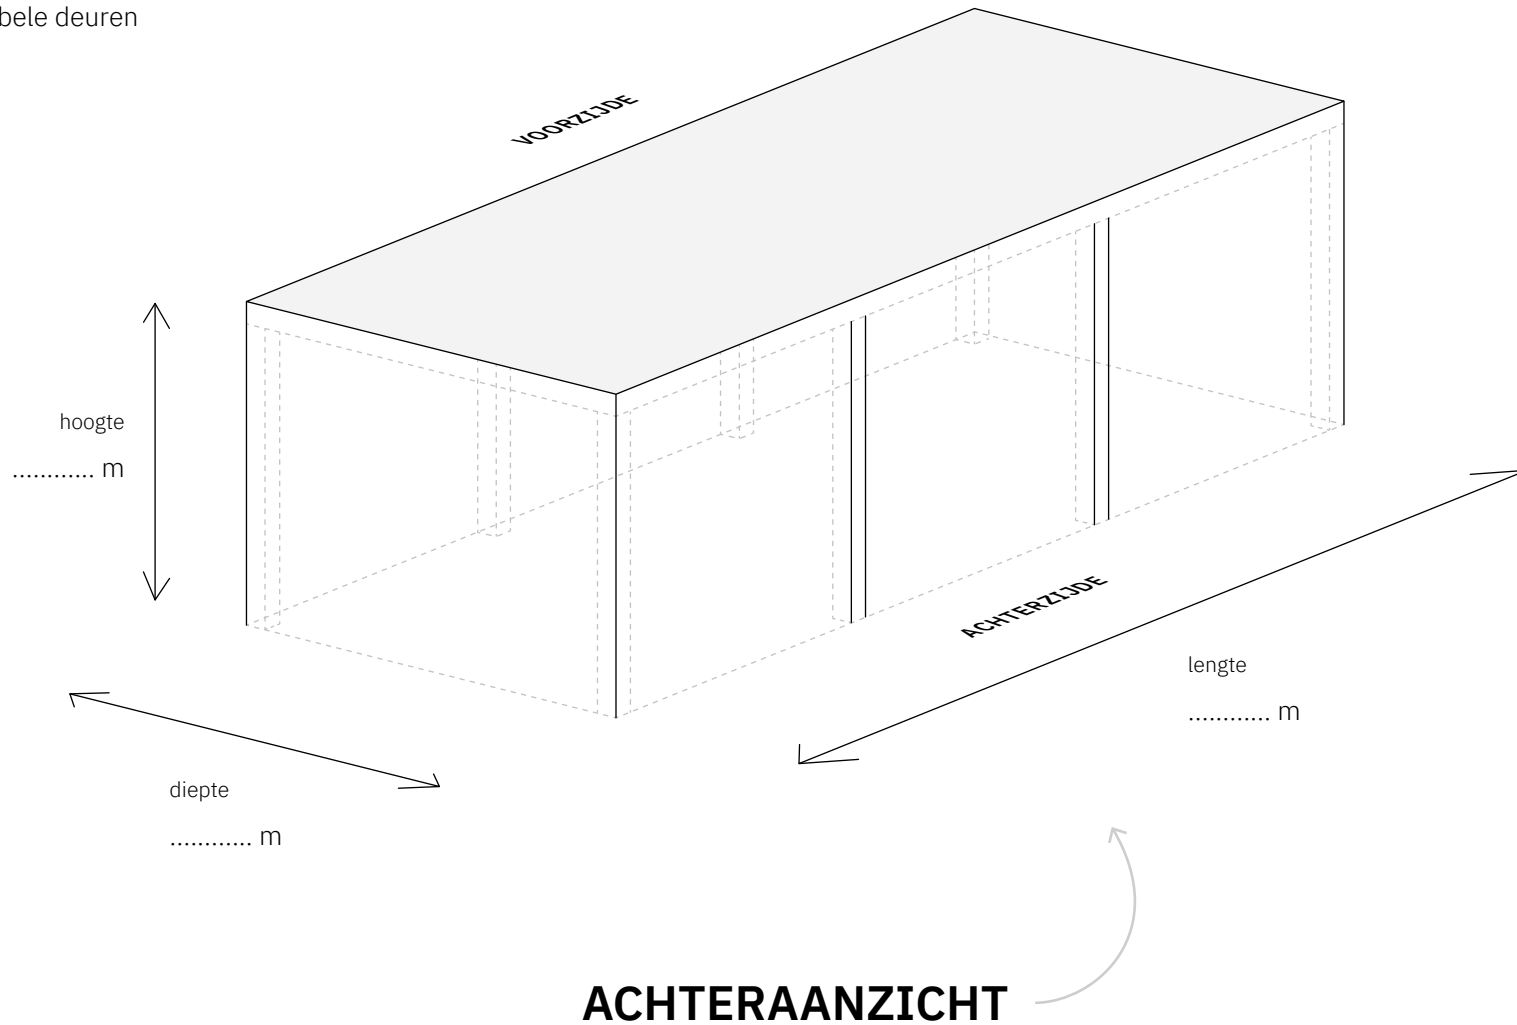 bele deuren
VOORZIJDE
hoogte
............ m
ACHTERZIJDE
lengte
............ m
diepte
............ m
ACHTERAANZICHT